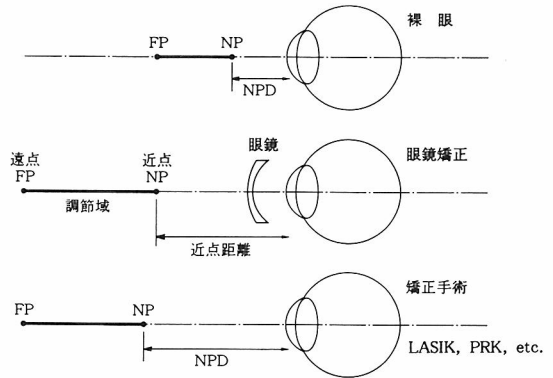 裸 眼
FP NP
NPD
眼鏡
遠点 近点 眼鏡矯正
FP NP
調節域
近点距離
矯正手術
FP NP
LASIK, PRK, etc.
NPD